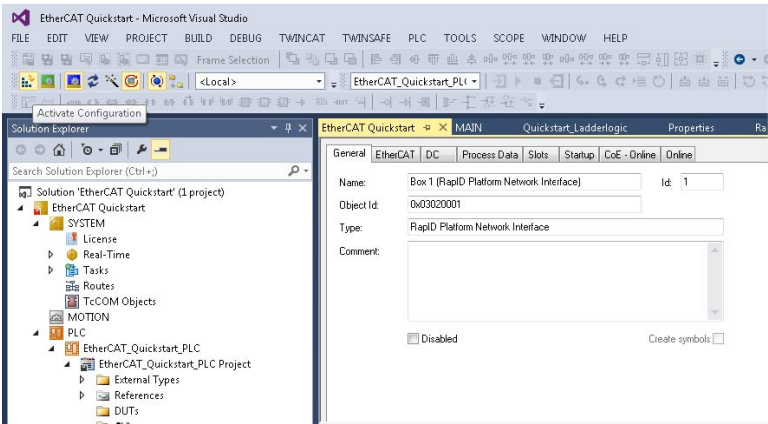 EtherCAT Quickstart - Microsoft Visual Studio
FILE EDIT VIEW PROJECT BUILD DEBUG TWINCAT TWINSAFE PLC TOOLS SCOPE WINDOW HELP
Frame Selection
<Local> EtherCAT_Quickstart_PL(
Activate Configuration
Solution Explorer
Search Solution Explorer (Ctrl+;)
Solution 'EtherCAT Quickstart' (1 project)
EtherCAT Quickstart
SYSTEM
License
Real-Time
Tasks
Routes
TcCOM Objects
MOTION
PLC
EtherCAT_Quickstart_PLC
EtherCAT_Quickstart_PLC Project
External Types
References
DUTs
EtherCAT Quickstart MAIN Quickstart_Ladderlogic Properties Ra
General EtherCAT DC Process Data Slots Startup CoE - Online Online
Name: Box 1 (RapID Platform Network Interface) Id: 1
Object Id: 0x03020001
Type: RapID Platform Network Interface
Comment:
Disabled Create symbols